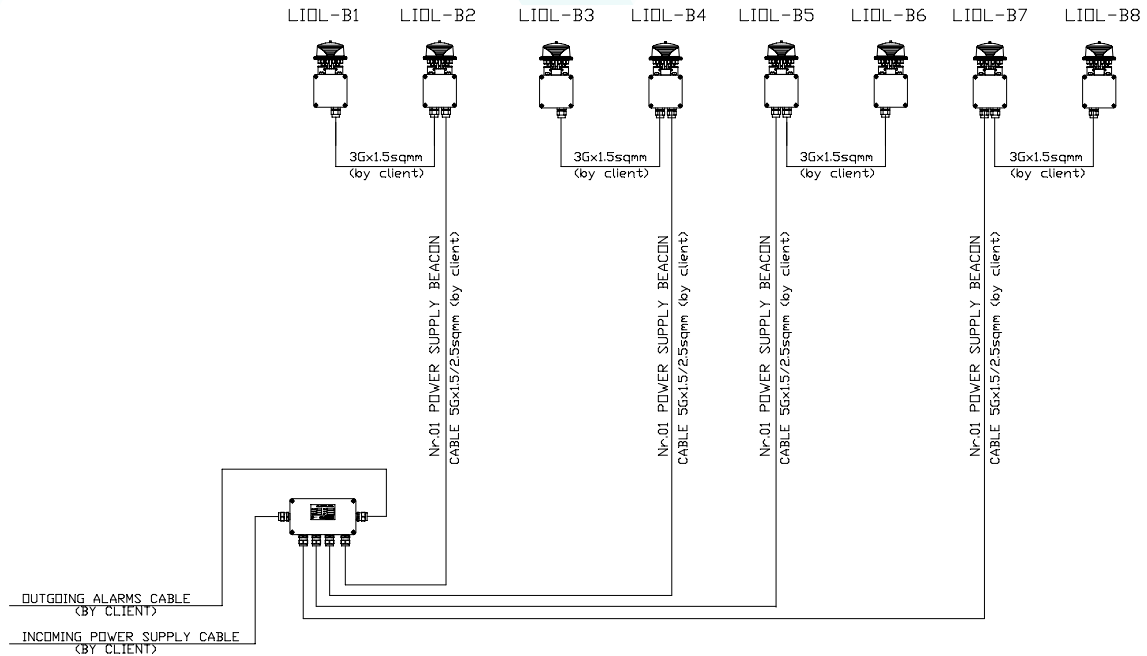 LIOL-B1
LIOL-B2
LIOL-B3
LIOL-B4
LIOL-B5
LIOL-B6
LIOL-B7
LIOL-B8
3Gx1.5sqmm
(by client)
3Gx1.5sqmm
(by client)
3Gx1.5sqmm
(by client)
3Gx1.5sqmm
(by client)
Nr.01 POWER SUPPLY BEACON
CABLE 5Gx1.5/2.5sqmm (by client)
Nr.01 POWER SUPPLY BEACON
CABLE 5Gx1.5/2.5sqmm (by client)
Nr.01 POWER SUPPLY BEACON
CABLE 5Gx1.5/2.5sqmm (by client)
Nr.01 POWER SUPPLY BEACON
CABLE 5Gx1.5/2.5sqmm (by client)
OUTGOING ALARMS CABLE
(BY CLIENT)
INCOMING POWER SUPPLY CABLE
(BY CLIENT)